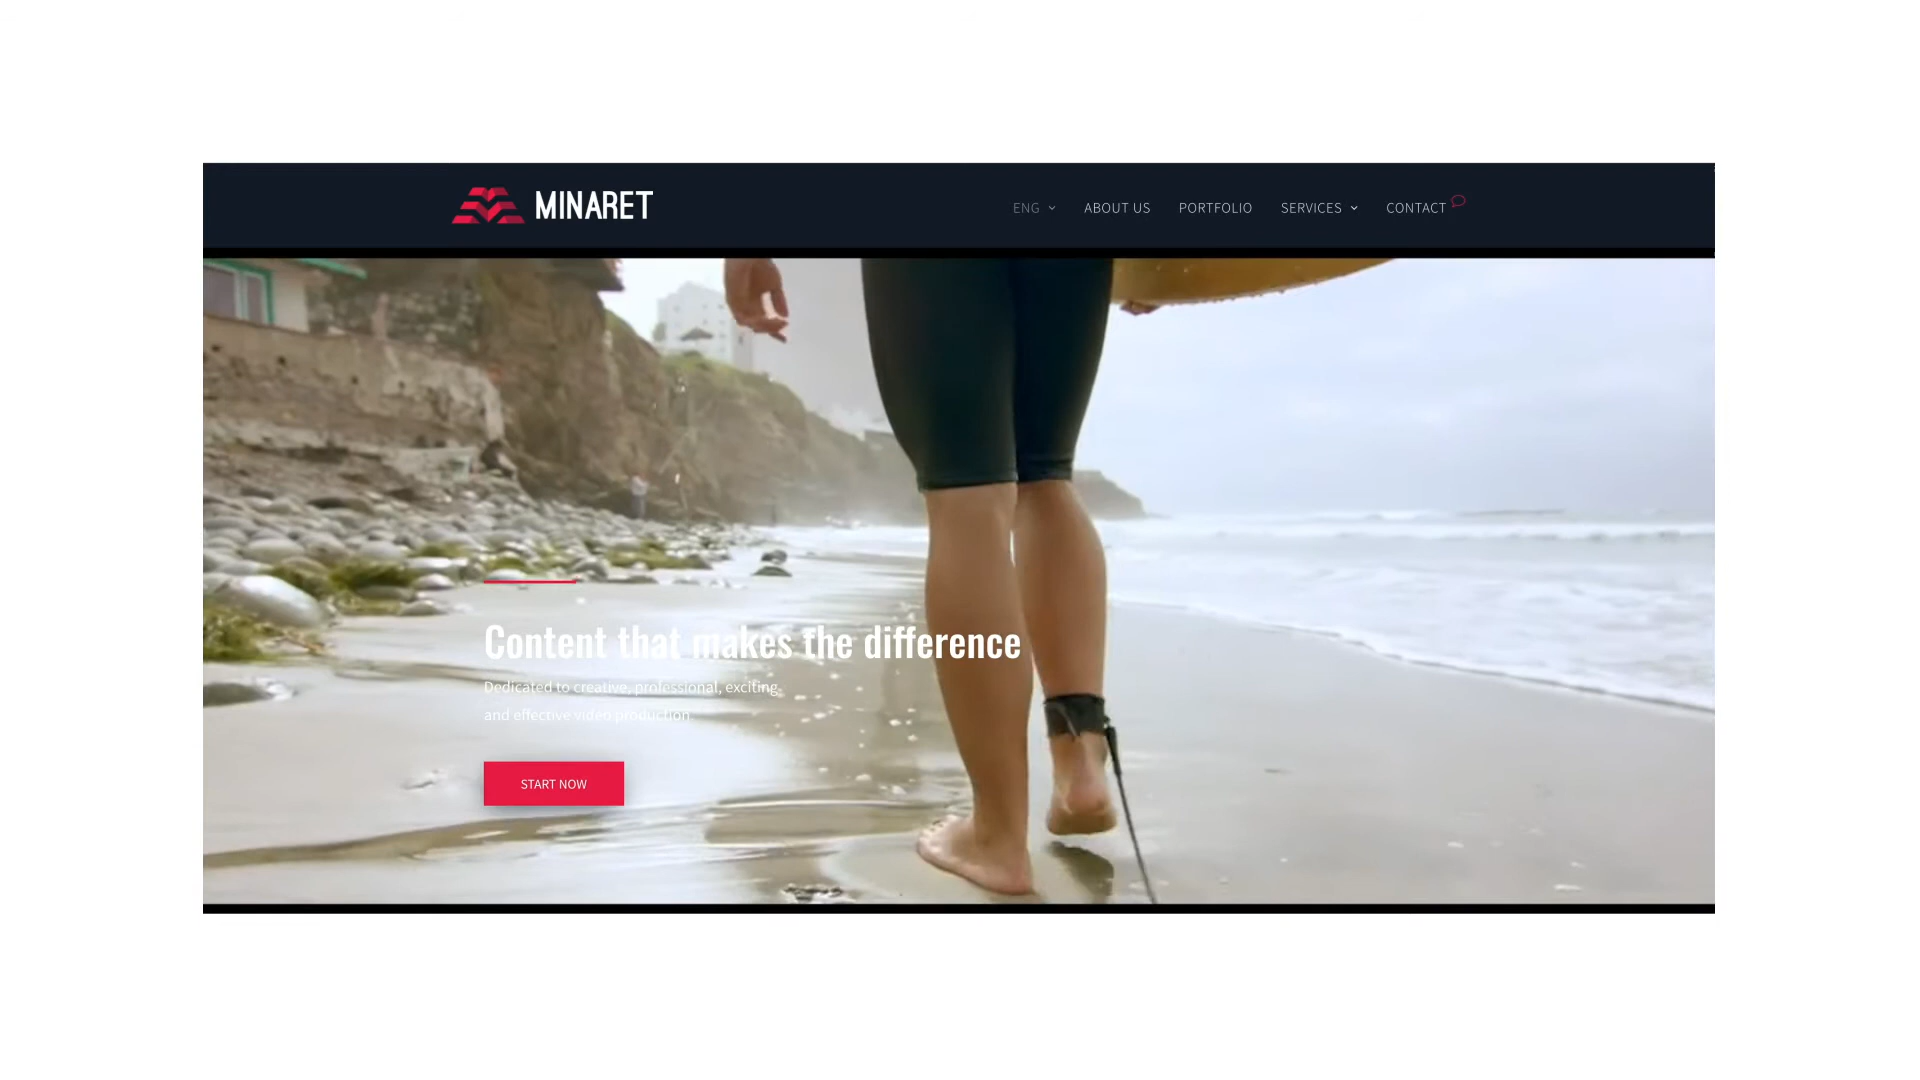 MINARET
ENG
ABOUT US
PORTFOLIO
SERVICES
CONTACT
Content that makes the difference
Dedicated to creative, professional, exciting
and effective video production.
START NOW